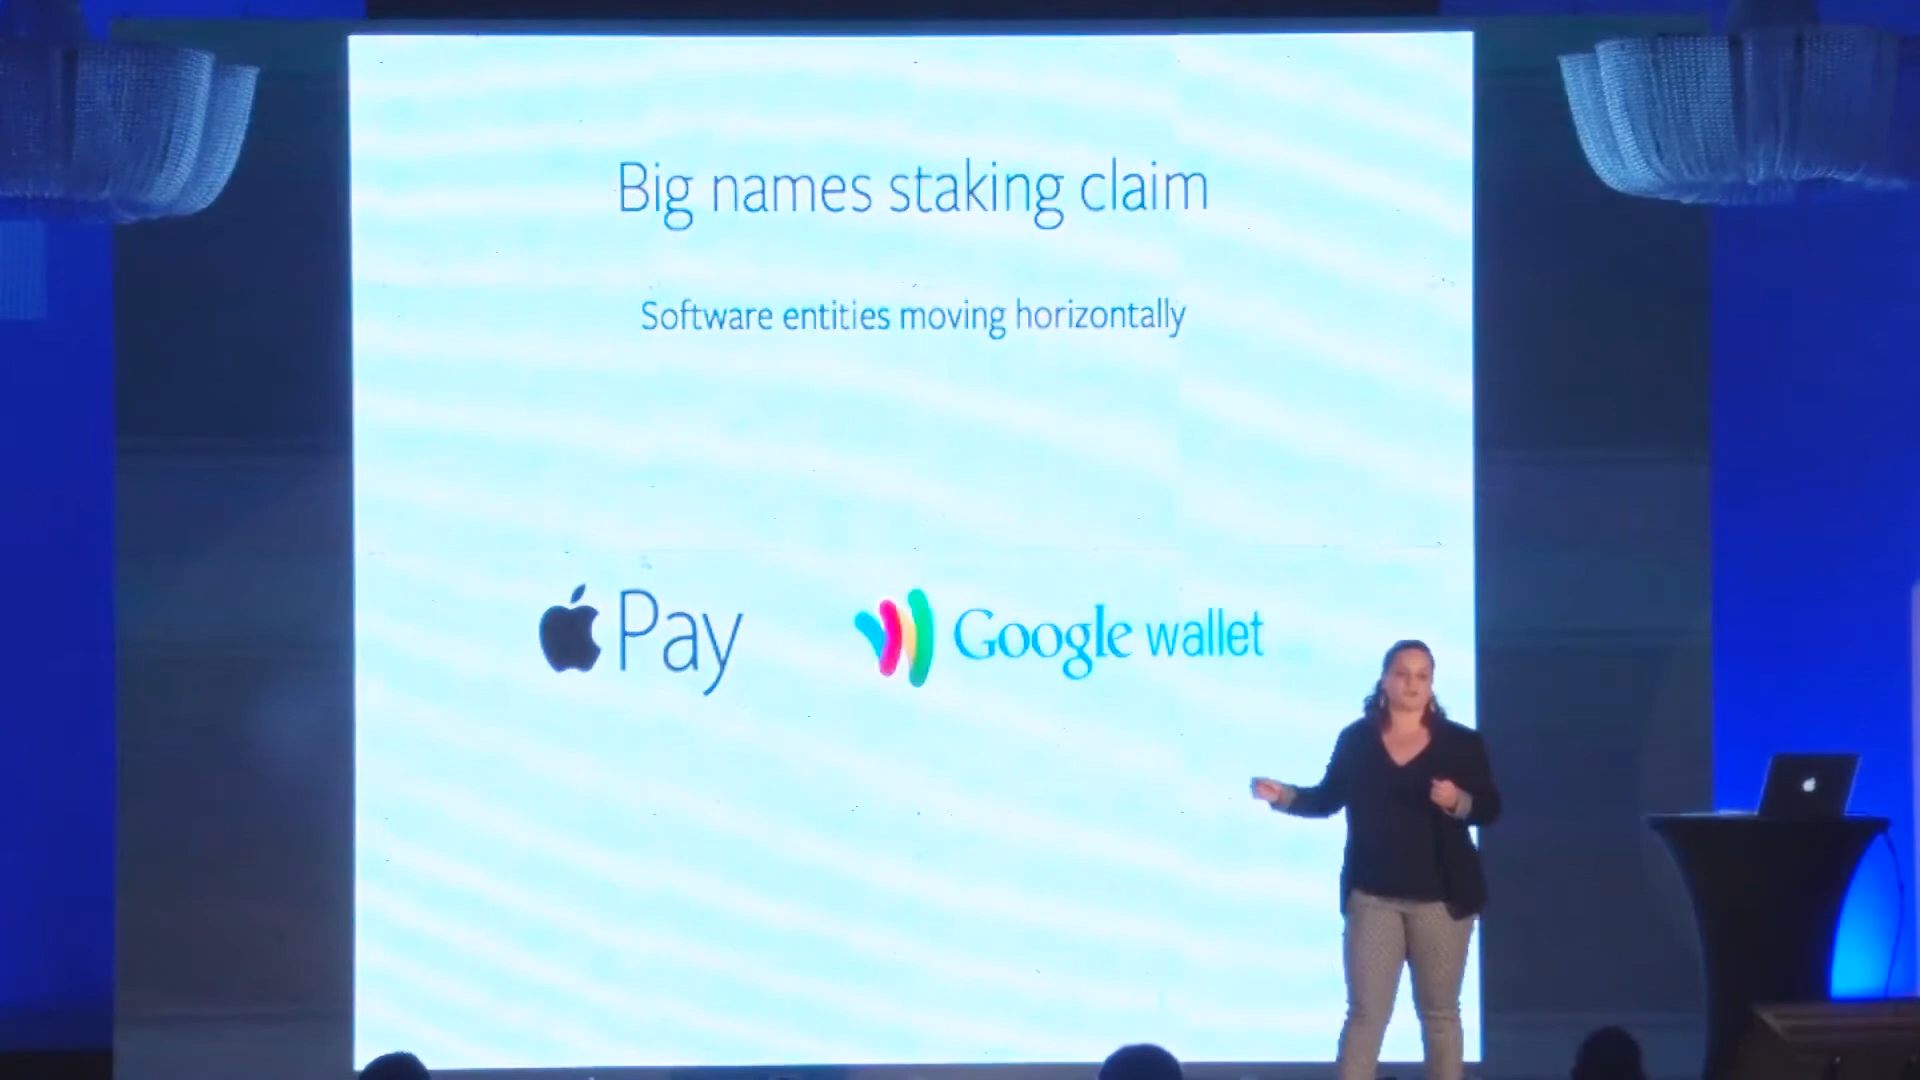 Big names staking claim
Software entities moving horizontally
Pay
Google wallet